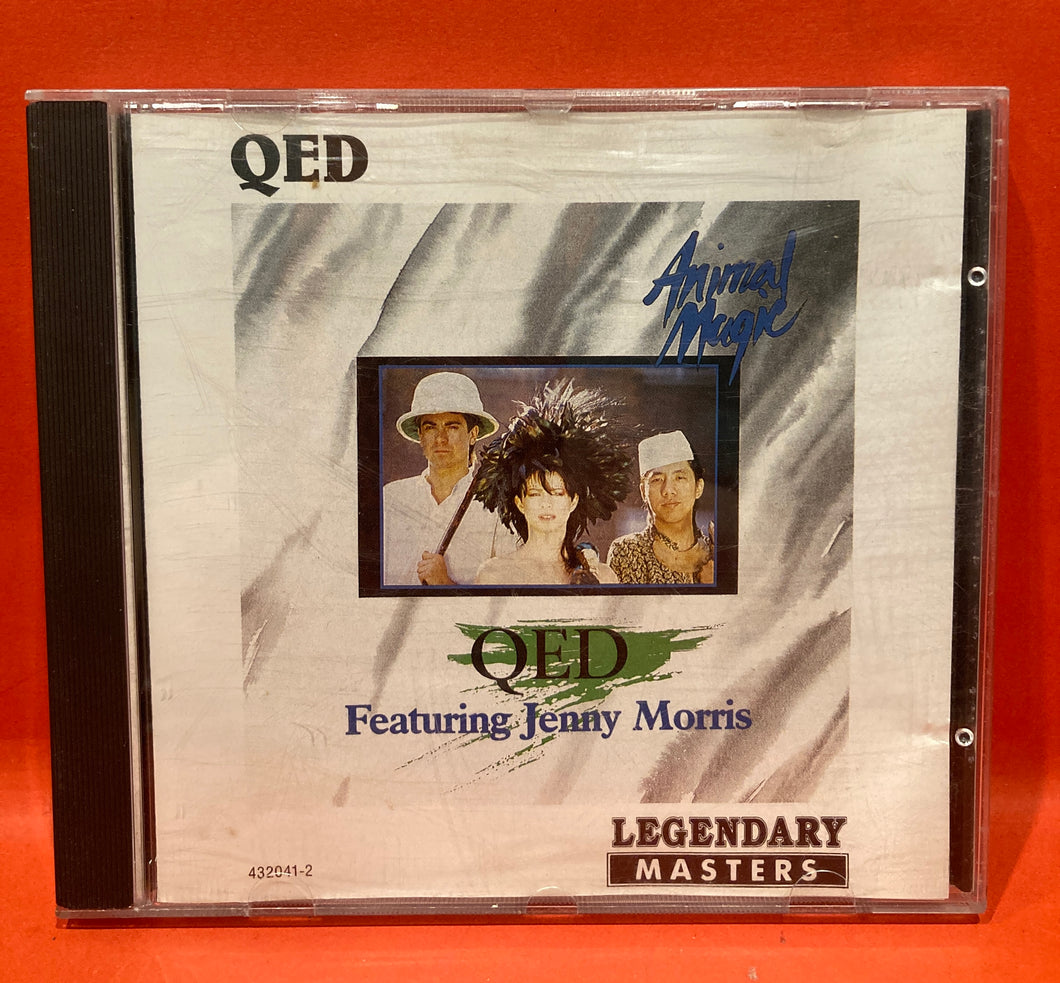 QED
Animal
Magic
QED
Featuring Jenny Morris
LEGENDARY
MASTERS
432041-2